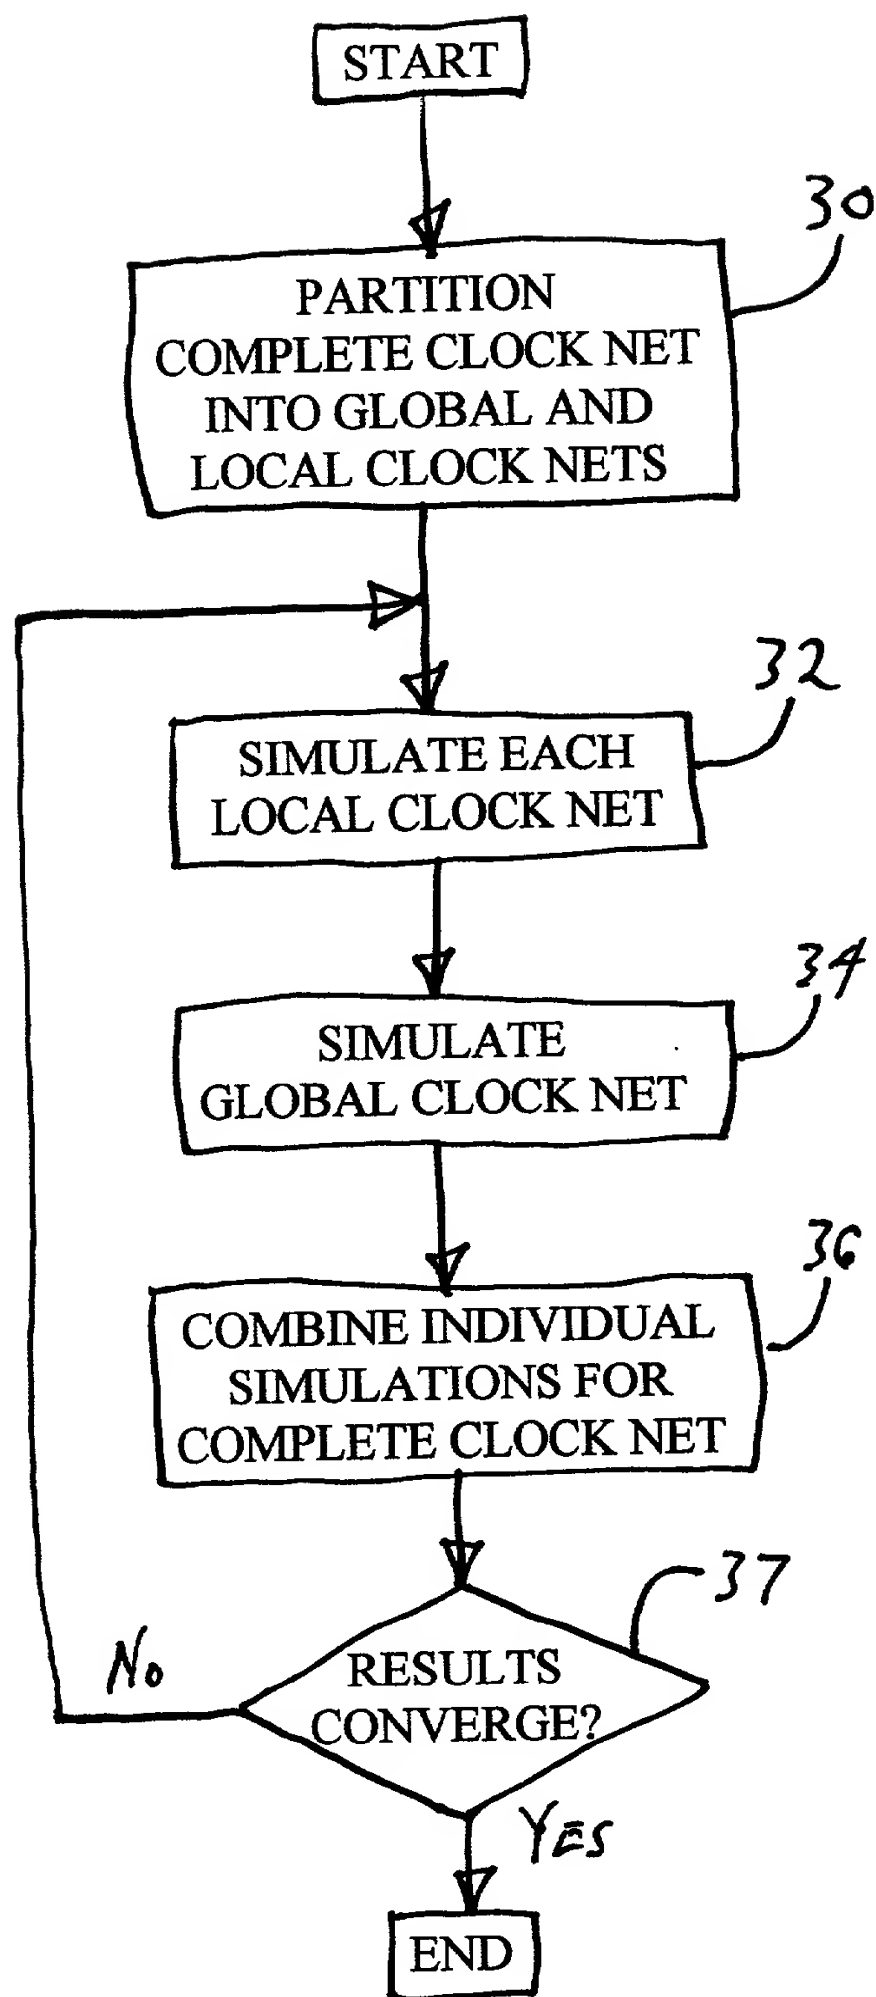 START
30
PARTITION
COMPLETE CLOCK NET
INTO GLOBAL AND
LOCAL CLOCK NETS
32
SIMULATE EACH
LOCAL CLOCK NET
34
SIMULATE
GLOBAL CLOCK NET
36
COMBINE INDIVIDUAL
SIMULATIONS FOR
COMPLETE CLOCK NET
37
No
RESULTS
CONVERGE?
YES
END